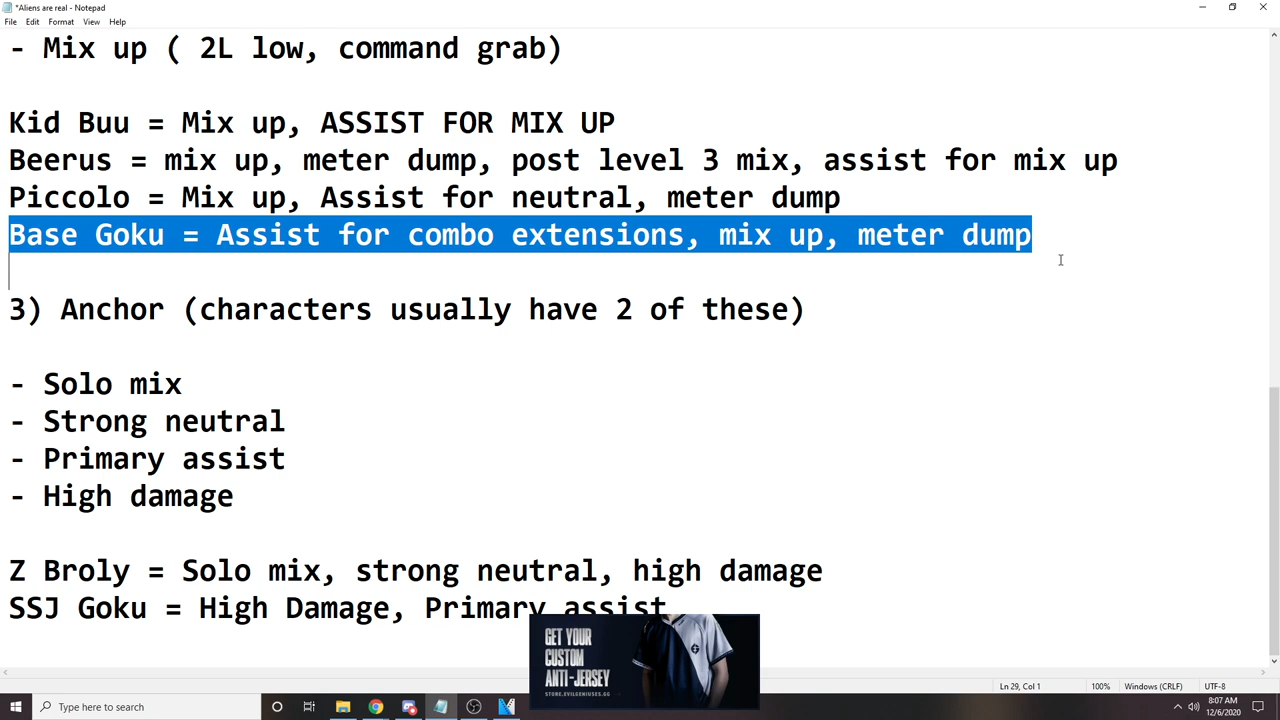 *Aliens are real - Notepad
File Edit Format View Help
- Mix up ( 2L low, command grab)
Kid Buu = Mix up, ASSIST FOR MIX UP
Beerus = mix up, meter dump, post level 3 mix, assist for mix up
Piccolo = Mix up, Assist for neutral, meter dump
Base Goku = Assist for combo extensions, mix up, meter dump
3) Anchor (characters usually have 2 of these)
- Solo mix
- Strong neutral
- Primary assist
- High damage
Z Broly = Solo mix, strong neutral, high damage
SSJ Goku = High Damage, Primary assist
GET YOUR
CUSTOM
ANTI-JERSEY
STORE.EVILGENIUSES.GG
Ln 29, Col 1 100% Windows (CRLF) UTF-8
Type here to search
8:07 AM
12/6/2020